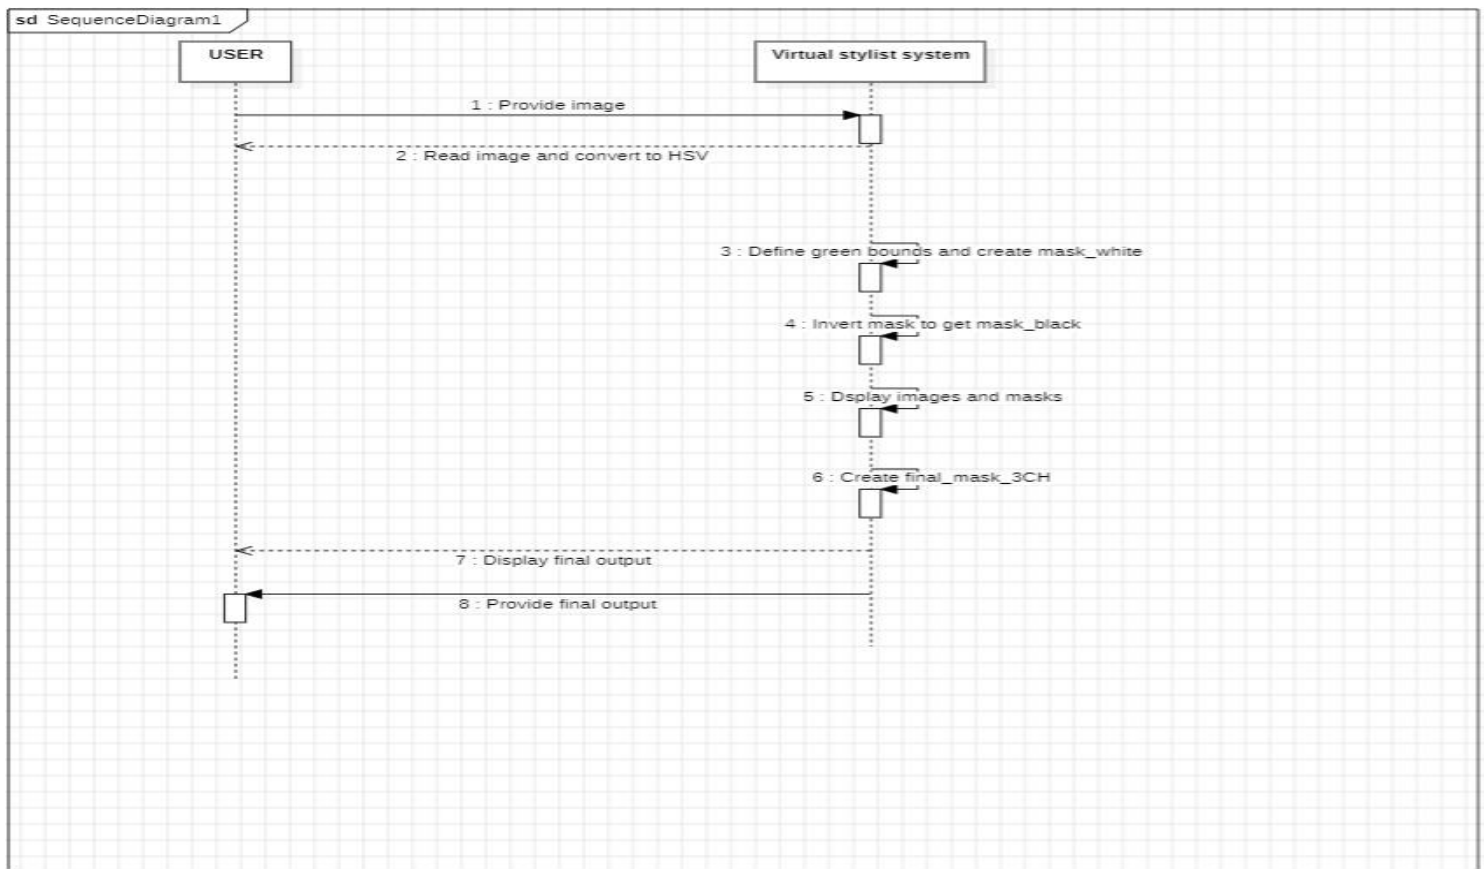 sd SequenceDiagram1
USER
Virtual stylist system
1 : Provide image
2 : Read image and convert to HSV
3 : Define green bounds and create mask_white
4 : Invert mask to get mask_black
5 : Dsplay images and masks
6 : Create final_mask_3CH
7 : Display final output
8 : Provide final output